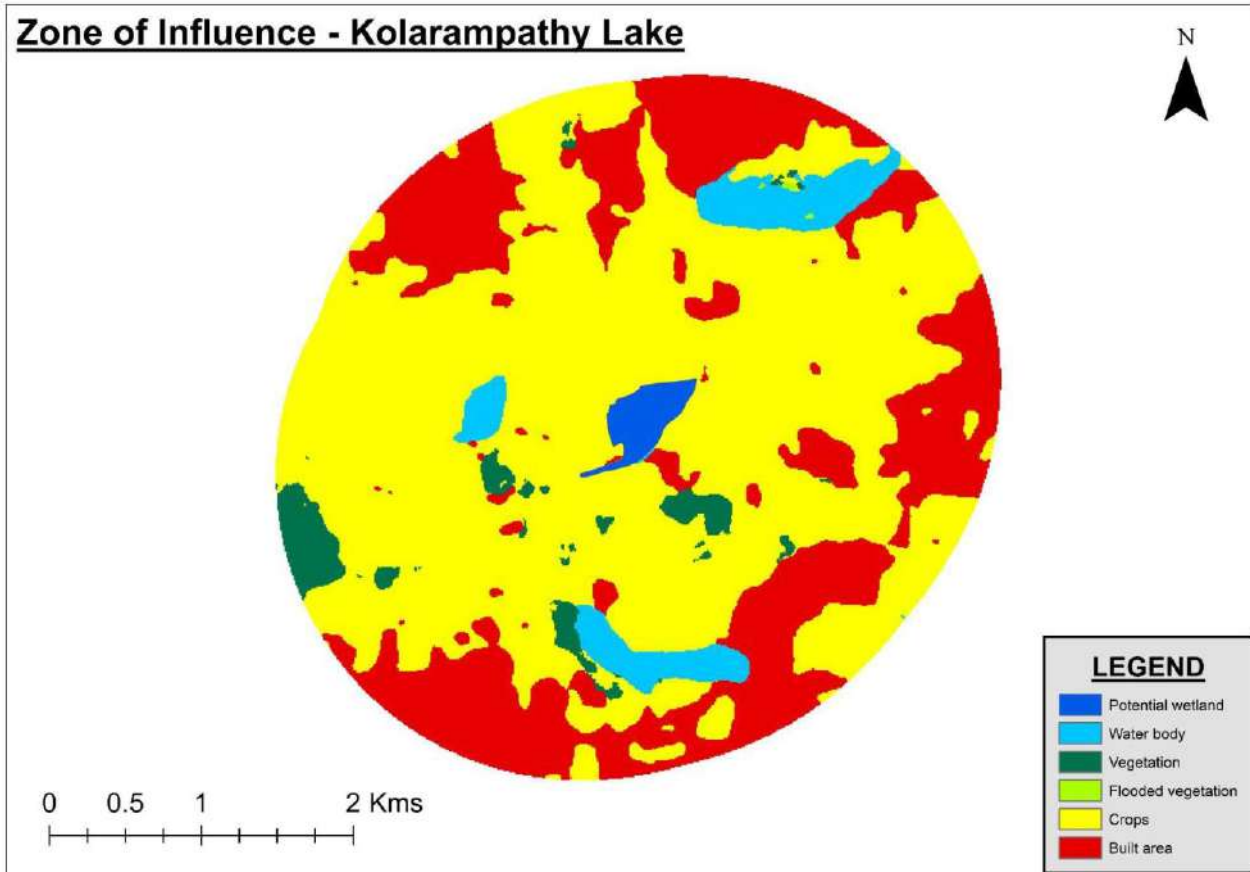 Zone of Influence - Kolarampathy Lake
N
LEGEND
Potential wetland
Water body
Vegetation
Flooded vegetation
Crops
Built area
0 0.5 1 2 Kms